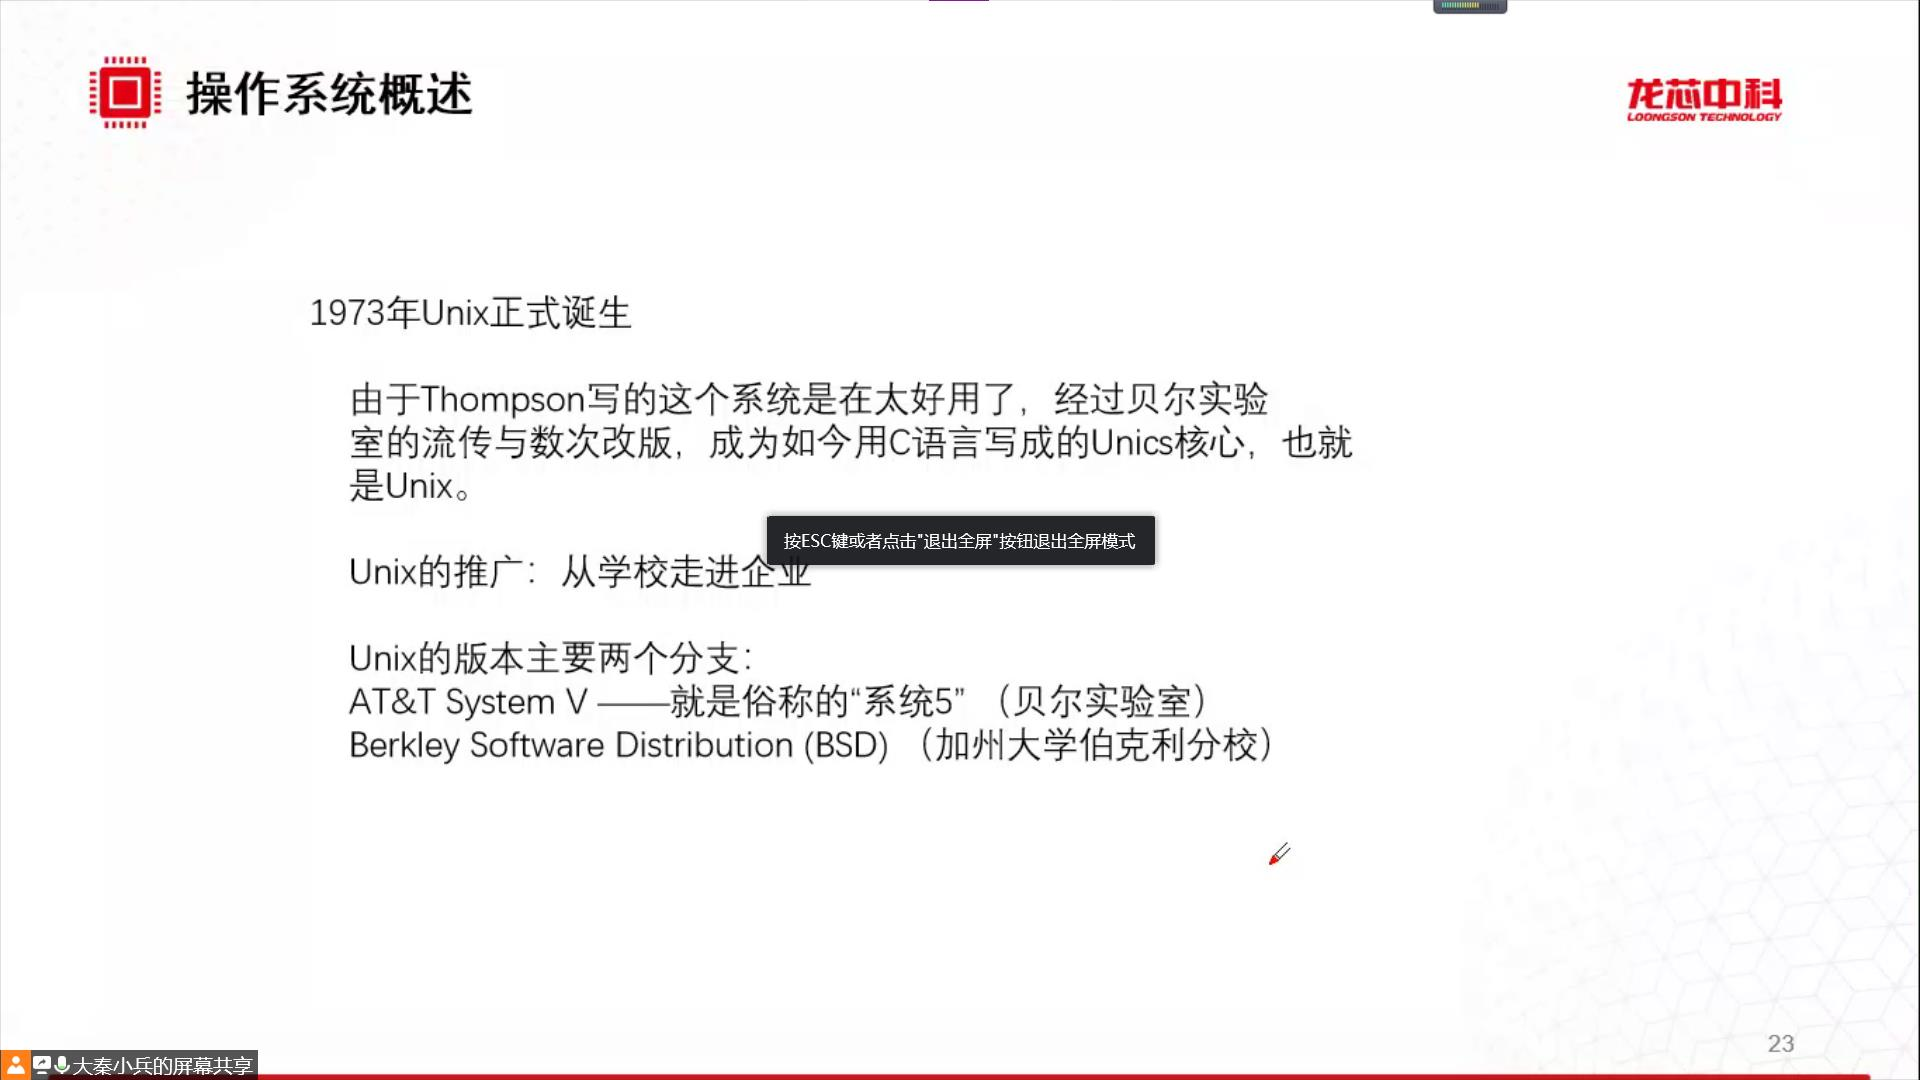 操作系统概述
龙芯中科
LOONGSON TECHNOLOGY
1973年Unix正式诞生
由于Thompson写的这个系统是在太好用了，经过贝尔实验
室的流传与数次改版，成为如今用C语言写成的Unics核心，也就
是Unix。
按ESC键或者点击"退出全屏"按钮退出全屏模式
Unix的推广：从学校走进企业
Unix的版本主要两个分支：
AT&T System V ——就是俗称的“系统5” （贝尔实验室）
Berkley Software Distribution (BSD) （加州大学伯克利分校）
23
大秦小兵的屏幕共享